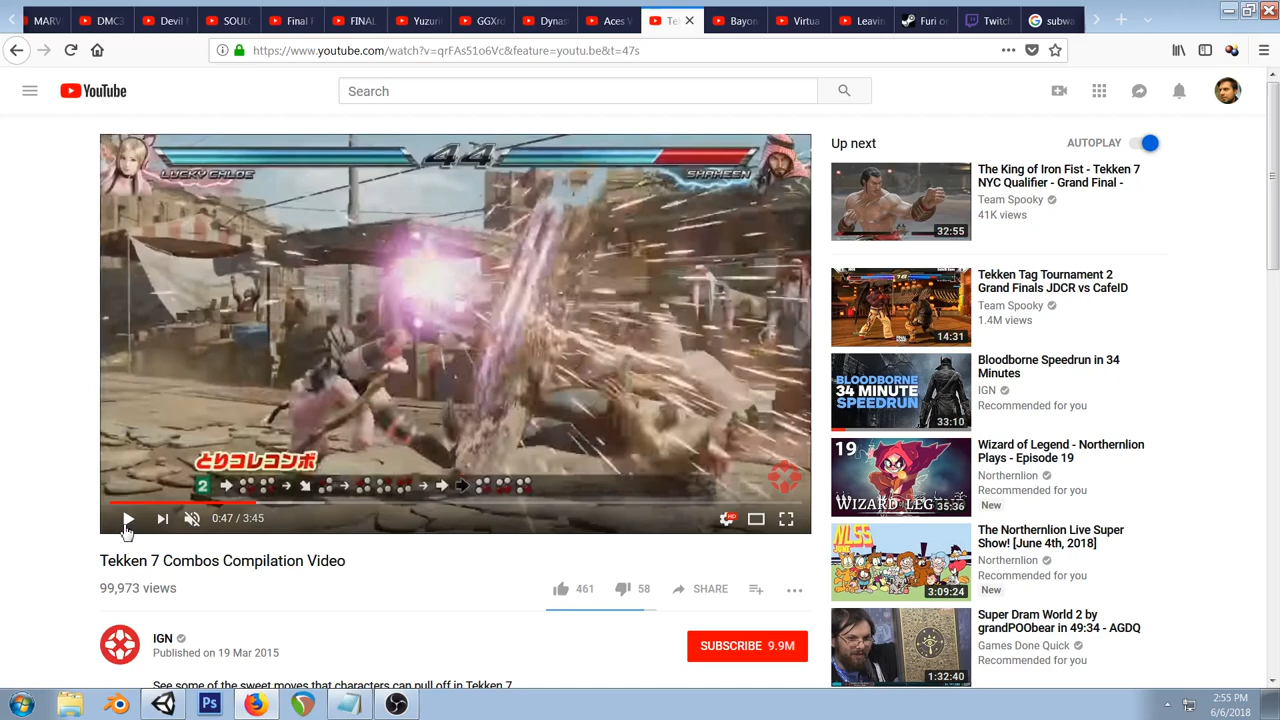 MARV
DMC3
Devil
SOUL
Final F
FINAL
Yuzuri
GGXrd
Dynast
Aces V
Te
Bayon
Virtua
Leavin
Furi or
Twitch
subwa
https://www.youtube.com/watch?v=qrFAs51o6Vc&feature=youtu.be&t=47s
YouTube
Search
44
LUCKY CHLOE
SHAHEEN
とりコレコンボ
2
0:47 / 3:45
HD
Tekken 7 Combos Compilation Video
99,973 views
461
58
SHARE
IGN
Published on 19 Mar 2015
SUBSCRIBE 9.9M
See some of the sweet moves that characters can pull off in Tekken 7.
Up next
AUTOPLAY
The King of Iron Fist - Tekken 7
NYC Qualifier - Grand Final -
Team Spooky
41K views
32:55
Tekken Tag Tournament 2
Grand Finals JDCR vs CafeID
Team Spooky
1.4M views
14:31
Bloodborne Speedrun in 34
Minutes
IGN
Recommended for you
BLOODBORNE
34 MINUTE
SPEEDRUN
33:10
Wizard of Legend - Northernlion
Plays - Episode 19
Northernlion
Recommended for you
New
19
WIZARD
LEG
35:36
The Northernlion Live Super
Show! [June 4th, 2018]
Northernlion
Recommended for you
New
NLSS
JUNE
3:09:24
Super Dram World 2 by
grandPOObear in 49:34 - AGDQ
Games Done Quick
Recommended for you
1:32:40
Ps
2:55 PM
6/6/2018